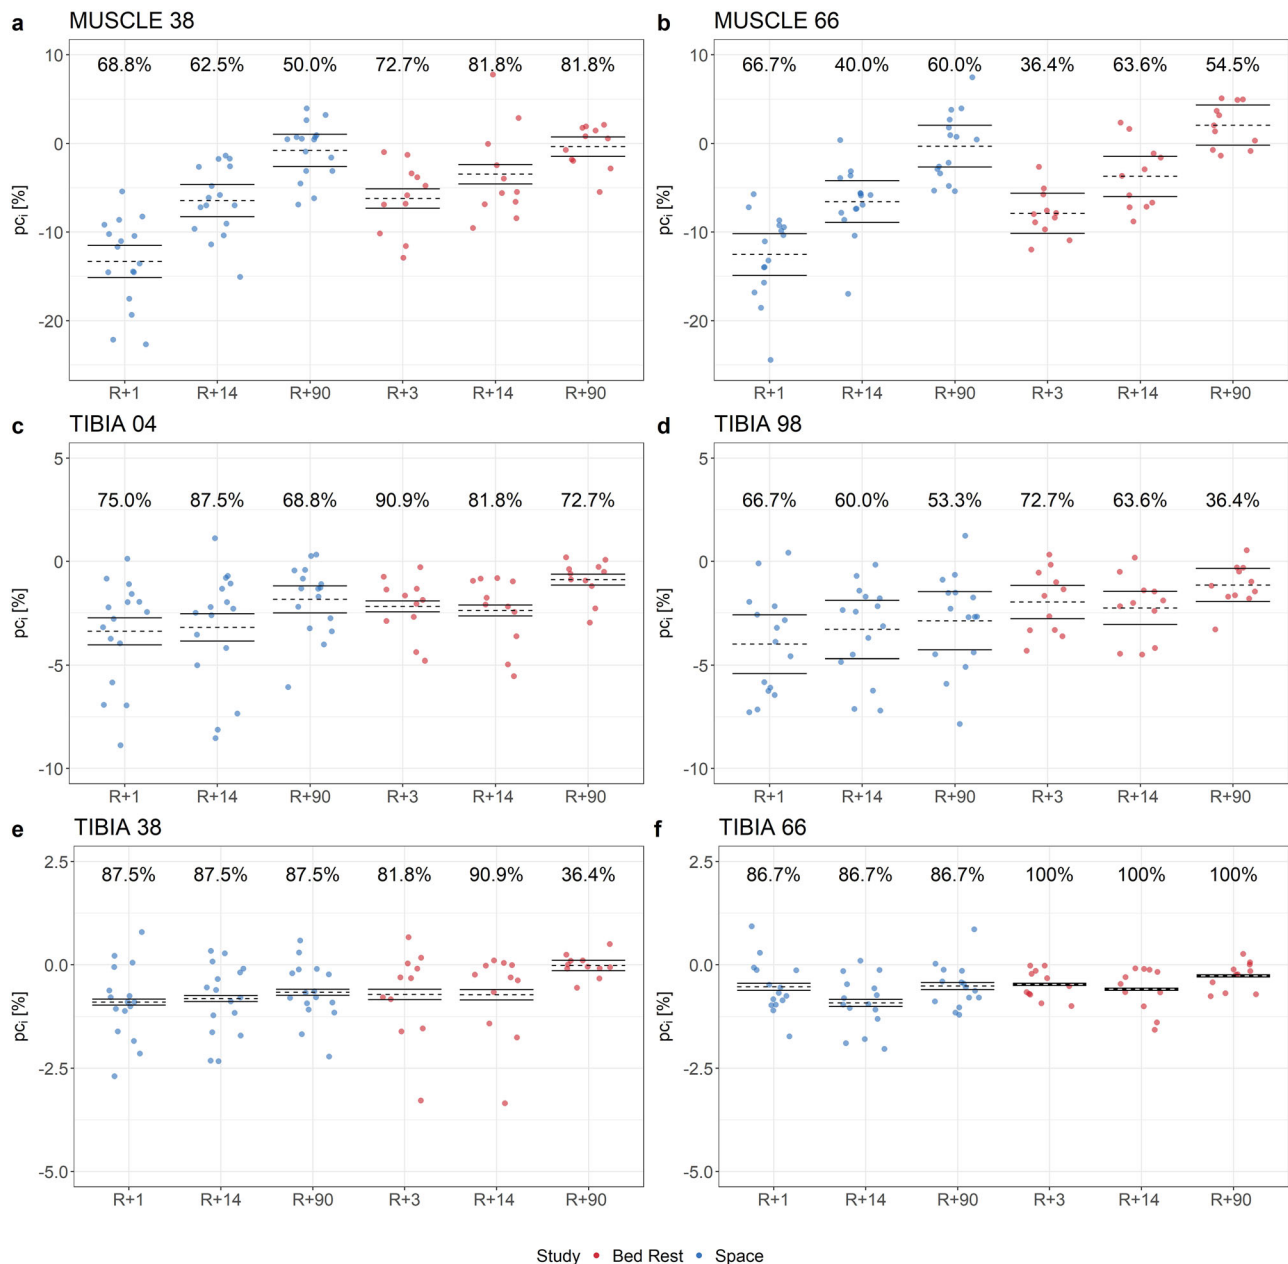 a MUSCLE 38
b MUSCLE 66
10
68.8% 62.5% 50.0% 72.7% 81.8% 81.8%
0
-10
-20
pci [%]
R+1 R+14 R+90 R+3 R+14 R+90
10
66.7% 40.0% 60.0% 36.4% 63.6% 54.5%
0
-10
-20
pci [%]
R+1 R+14 R+90 R+3 R+14 R+90
c TIBIA 04
d TIBIA 98
5
75.0% 87.5% 68.8% 90.9% 81.8% 72.7%
0
-5
-10
pci [%]
R+1 R+14 R+90 R+3 R+14 R+90
5
66.7% 60.0% 53.3% 72.7% 63.6% 36.4%
0
-5
-10
pci [%]
R+1 R+14 R+90 R+3 R+14 R+90
e TIBIA 38
f TIBIA 66
2.5
87.5% 87.5% 87.5% 81.8% 90.9% 36.4%
0.0
-2.5
-5.0
pci [%]
R+1 R+14 R+90 R+3 R+14 R+90
2.5
86.7% 86.7% 86.7% 100% 100% 100%
0.0
-2.5
-5.0
pci [%]
R+1 R+14 R+90 R+3 R+14 R+90
Study Bed Rest Space